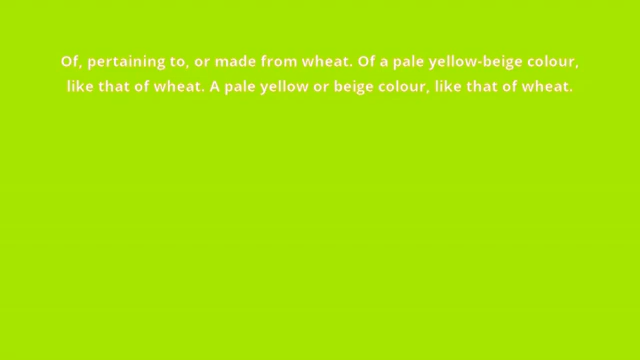 Of, pertaining to, or made from wheat. Of a pale yellow-beige colour,
like that of wheat. A pale yellow or beige colour, like that of wheat.